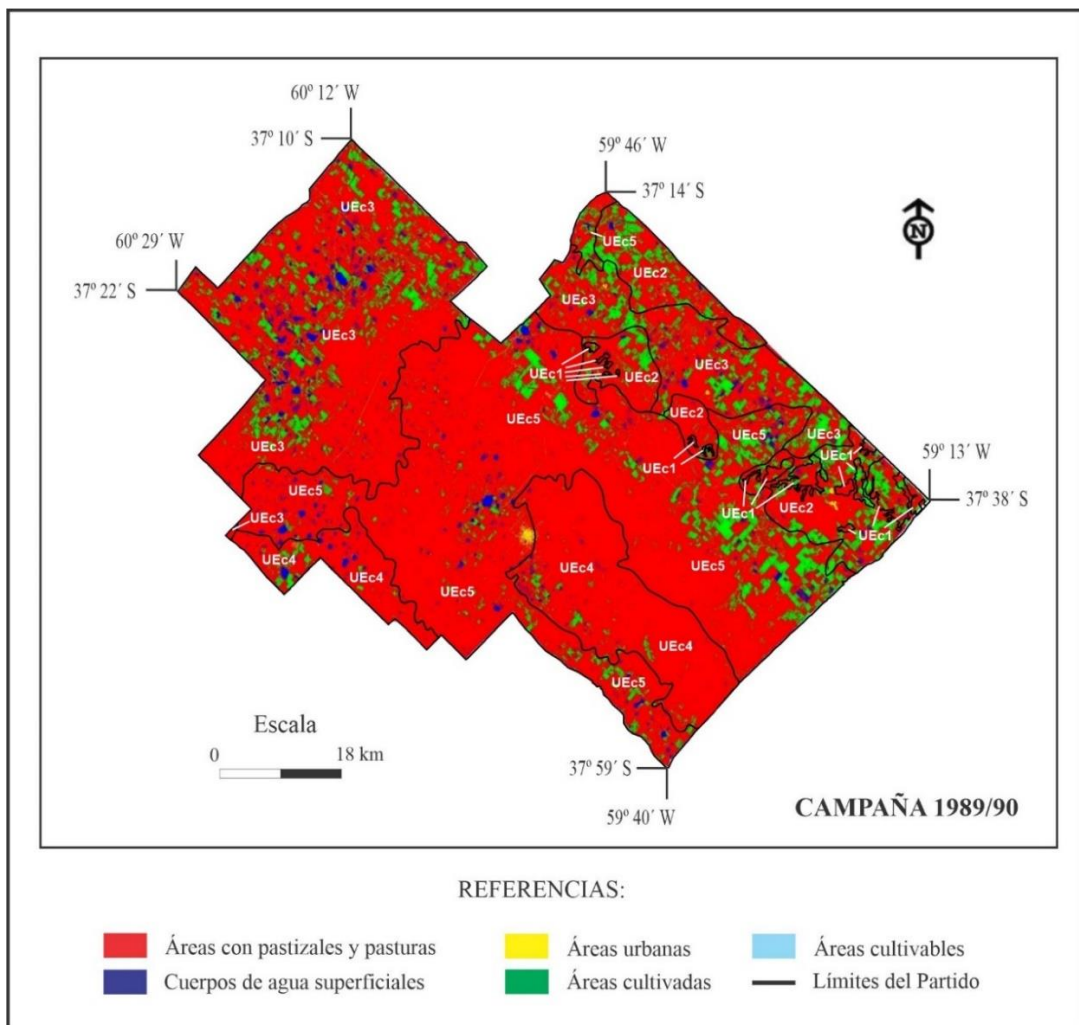 60º 12´ W
37º 10´ S
59º 46´ W
37º 14´ S
N
60º 29´ W
37º 22´ S
UEc3
UEc5
UEc2
UEc3
UEc3
UEc3
UEc1
UEc2
UEc5
UEc2
UEc3
UEc5
UEc3
UEc1
59º 13´ W
37º 38´ S
UEc1
UEc1
UEc2
UEc1
UEc3
UEc5
UEc3
UEc4
UEc4
UEc5
UEc4
UEc5
UEc4
UEc5
Escala
0 18 km
37º 59´ S
59º 40´ W
CAMPAÑA 1989/90
REFERENCIAS:
Áreas con pastizales y pasturas
Áreas urbanas
Áreas cultivables
Cuerpos de agua superficiales
Áreas cultivadas
Límites del Partido